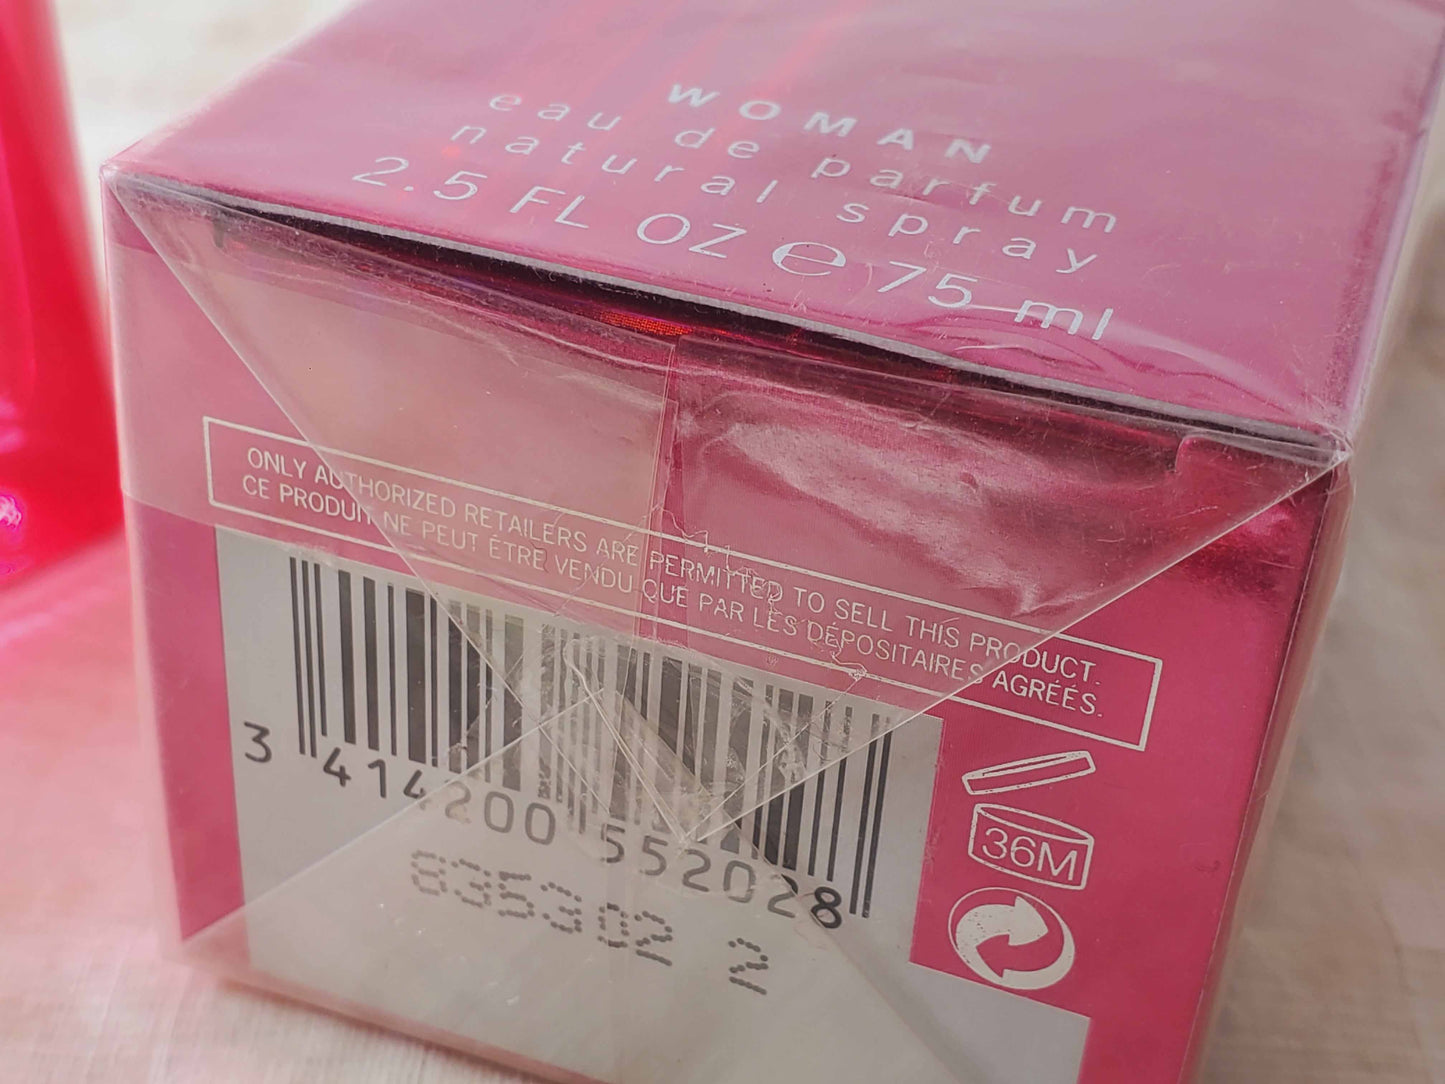 WOMAN
eau de parfum
natural spray
2.5 FL OZ ℮ 75 ml
ONLY AUTHORIZED RETAILERS ARE PERMITTED TO SELL THIS PRODUCT.
CE PRODUIT NE PEUT ÊTRE VENDU QUE PAR LES DÉPOSITAIRES AGRÉÉS.
3 414200 552028
835302 2
36M